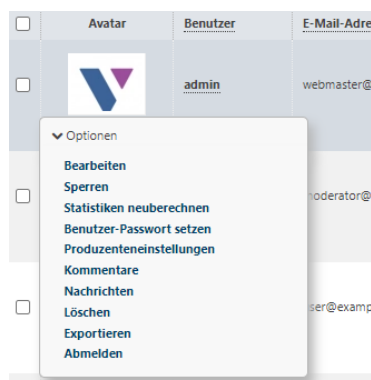 Avatar Benutzer E-Mail-Adre
admin webmaster@
Optionen
Bearbeiten
Sperren
Statistiken neuberechnen
noderator@
Benutzer-Passwort setzen
Produzenteneinstellungen
Kommentare
Nachrichten
Löschen
ser@examp
Exportieren
Abmelden